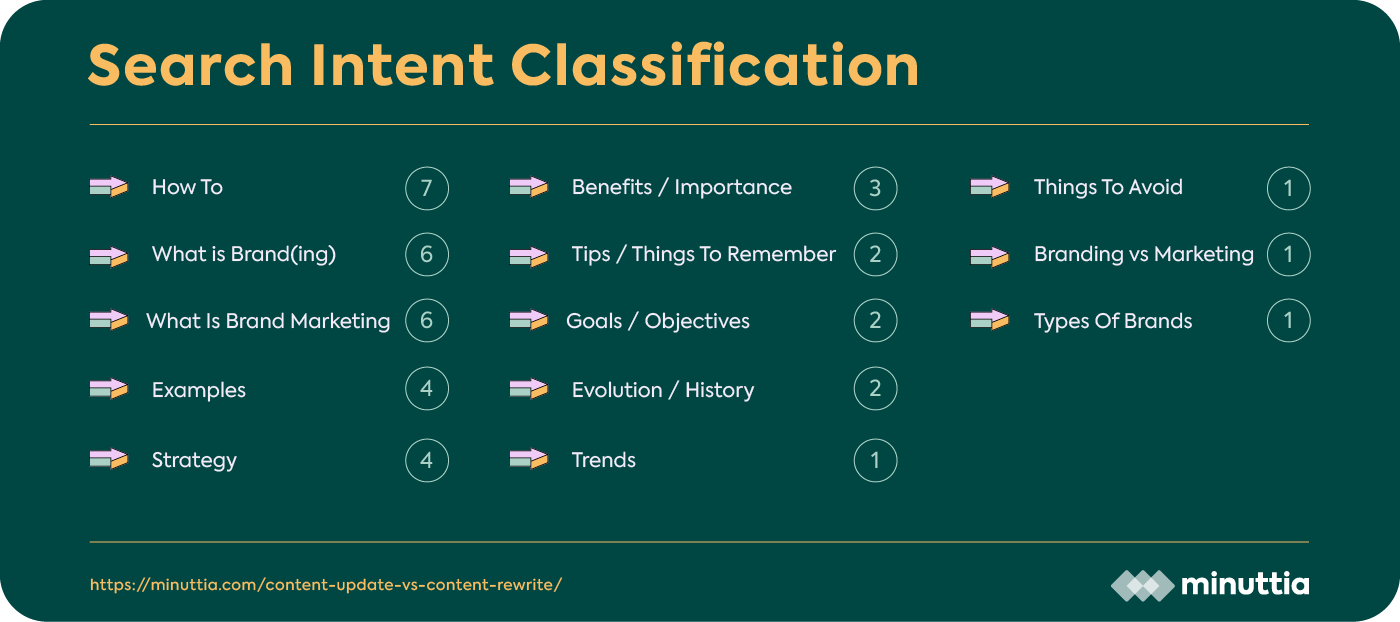 Search Intent Classification
How To 7
What is Brand(ing) 6
What Is Brand Marketing 6
Examples 4
Strategy 4
Benefits / Importance 3
Tips / Things To Remember 2
Goals / Objectives 2
Evolution / History 2
Trends 1
Things To Avoid 1
Branding vs Marketing 1
Types Of Brands 1
https://minuttia.com/content-update-vs-content-rewrite/
minuttia